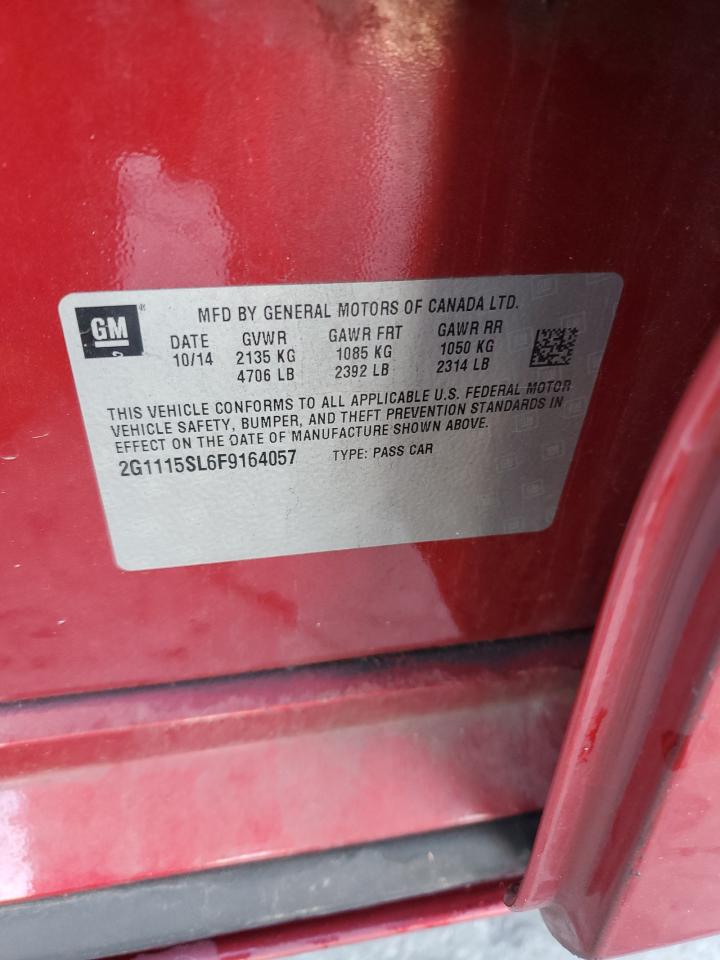 GM ®
MFD BY GENERAL MOTORS OF CANADA LTD.
DATE GVWR GAWR FRT GAWR RR
10/14 2135 KG 1085 KG 1050 KG
4706 LB 2392 LB 2314 LB
THIS VEHICLE CONFORMS TO ALL APPLICABLE U.S. FEDERAL MOTOR
VEHICLE SAFETY, BUMPER, AND THEFT PREVENTION STANDARDS IN
EFFECT ON THE DATE OF MANUFACTURE SHOWN ABOVE.
2G1115SL6F9164057 TYPE: PASS CAR